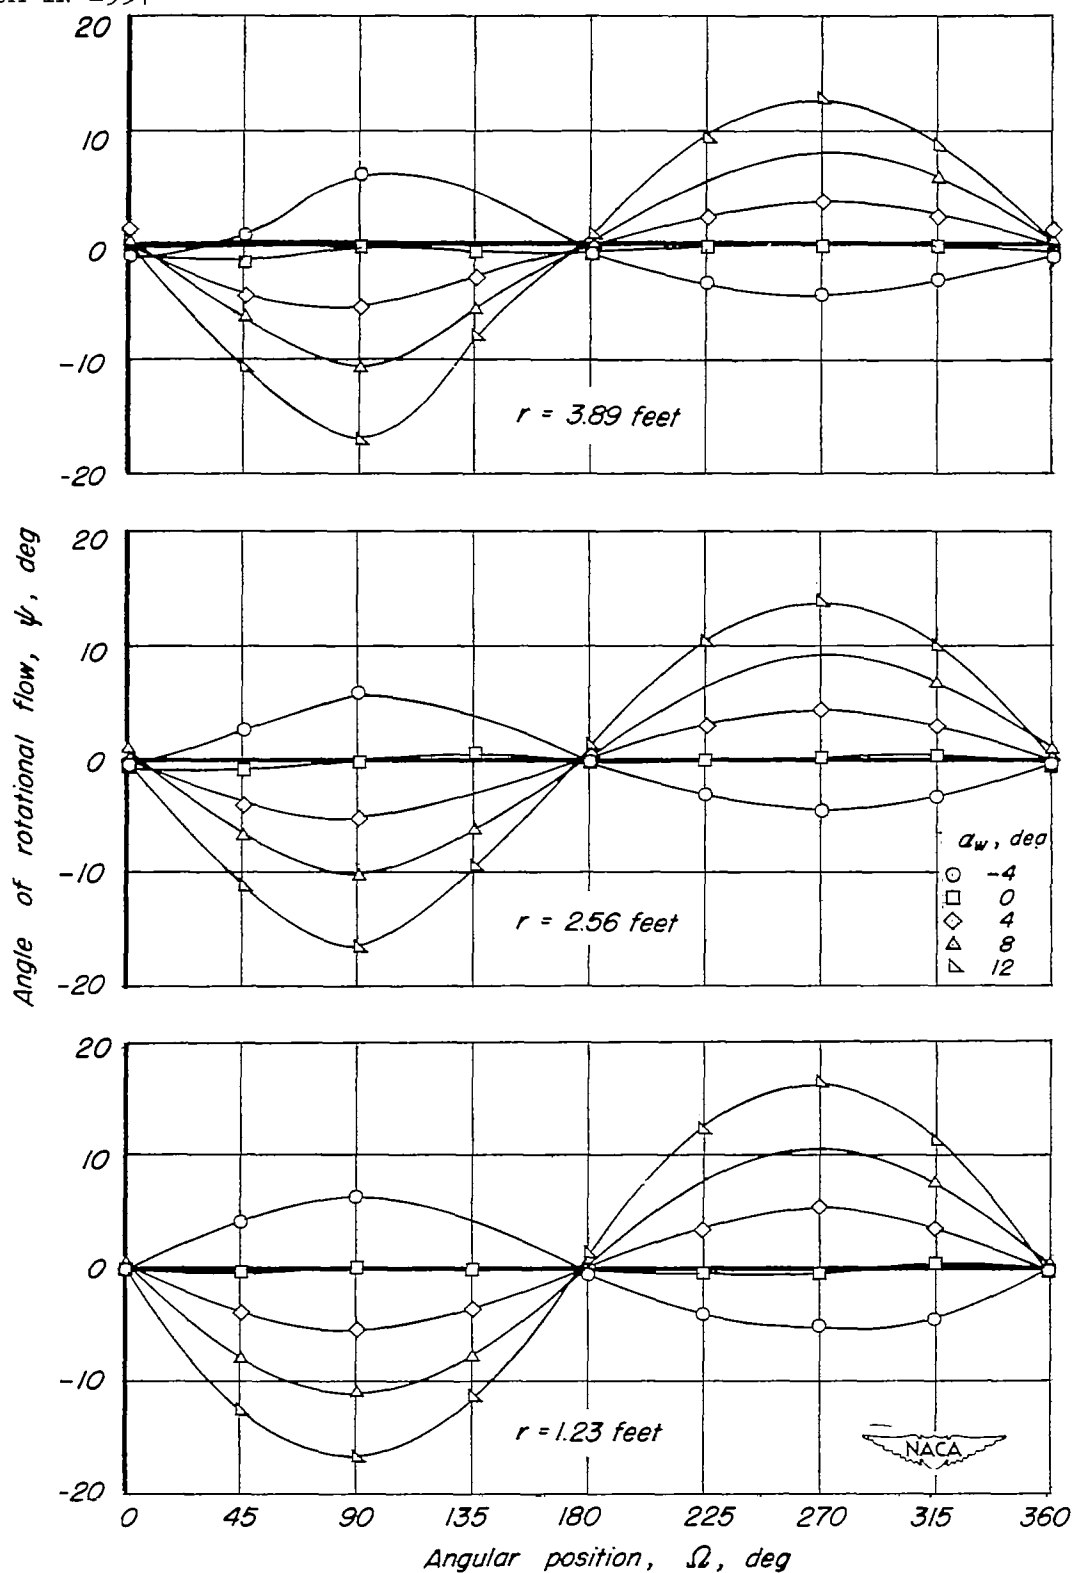 20
10
0
-10
-20
r = 3.89 feet
Angle of rotational flow, ψ, deg
20
10
0
-10
-20
r = 2.56 feet
α_w, deg
-4
0
4
8
12
20
10
0
-10
-20
r = 1.23 feet
NACA
0 45 90 135 180 225 270 315 360
Angular position, Ω, deg